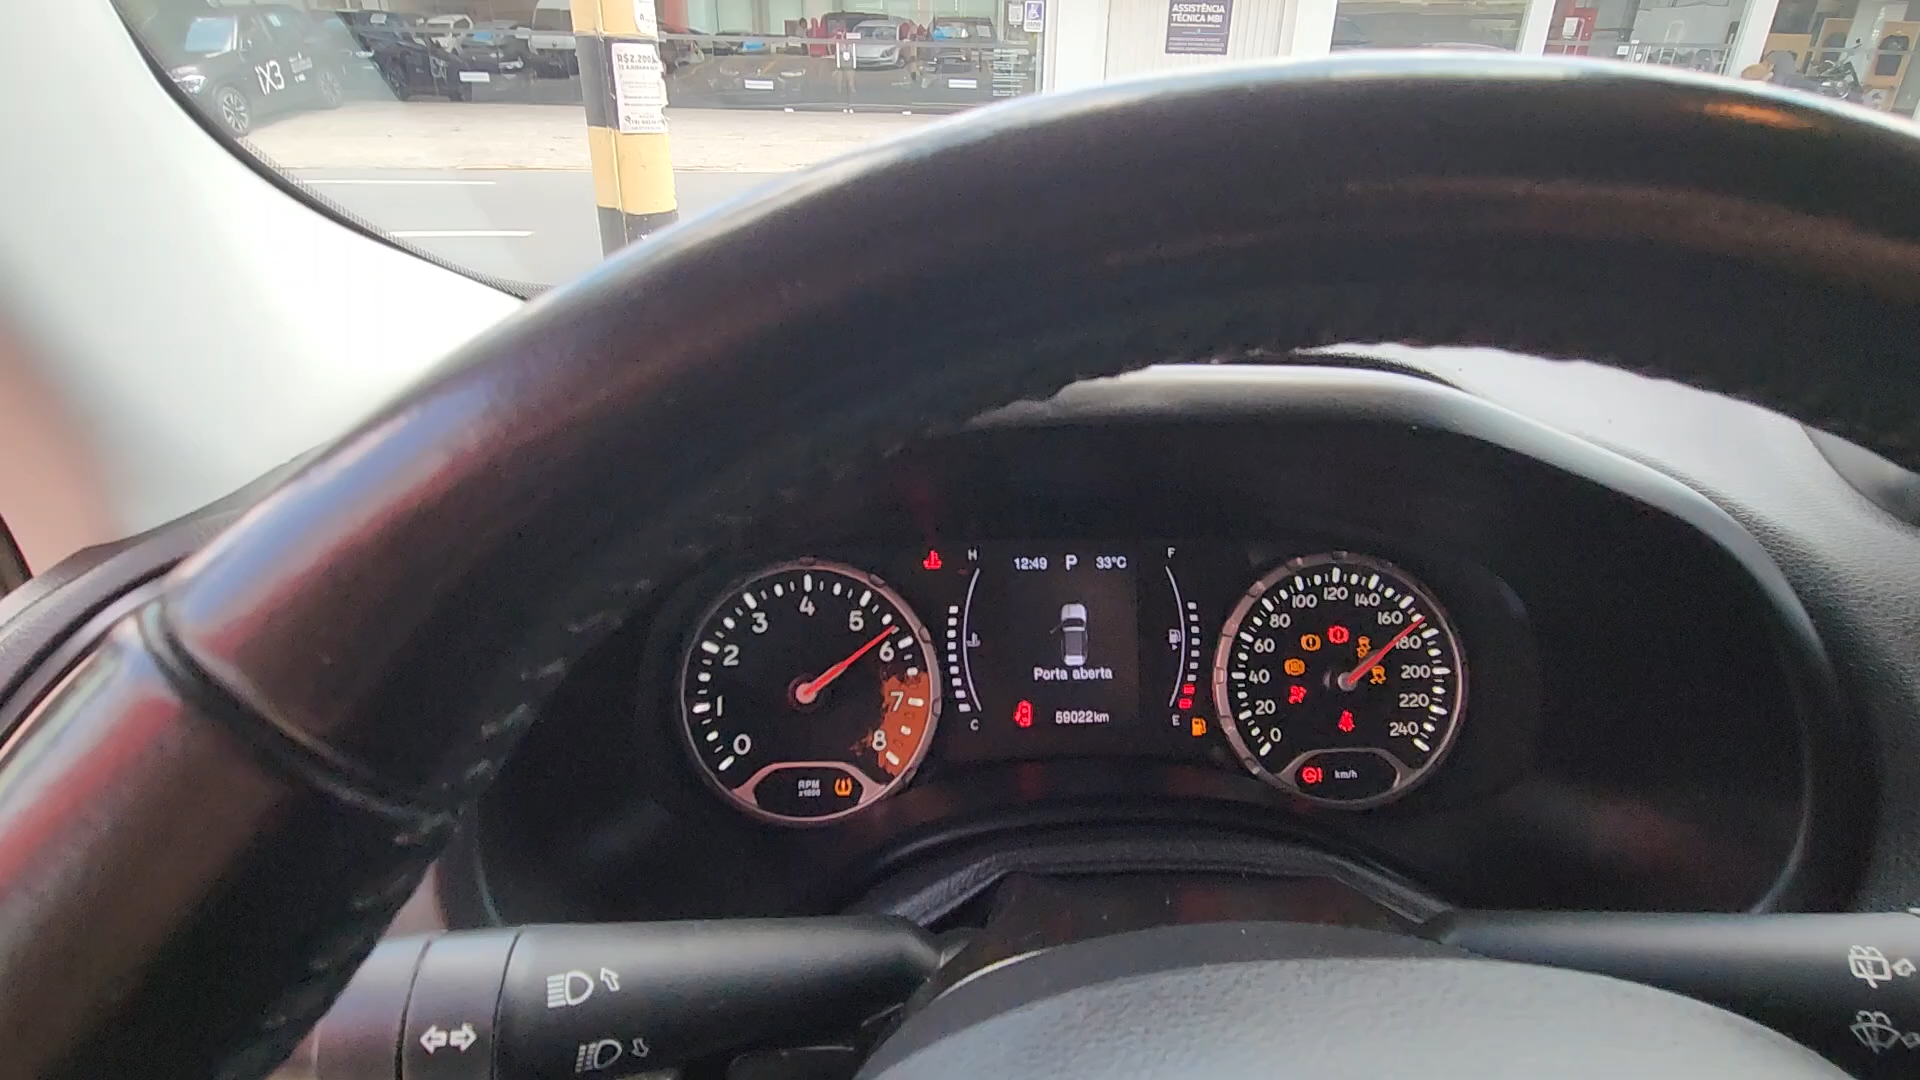 iX3
R$2.200
ASSISTÊNCIA
TÉCNICA MBI
H
12:49 P 33°C
F
Porta aberta
59022km
C
E
0
1
2
3
4
5
6
7
8
RPM
x1000
0
20
40
60
80
100
120
140
160
180
200
220
240
km/h